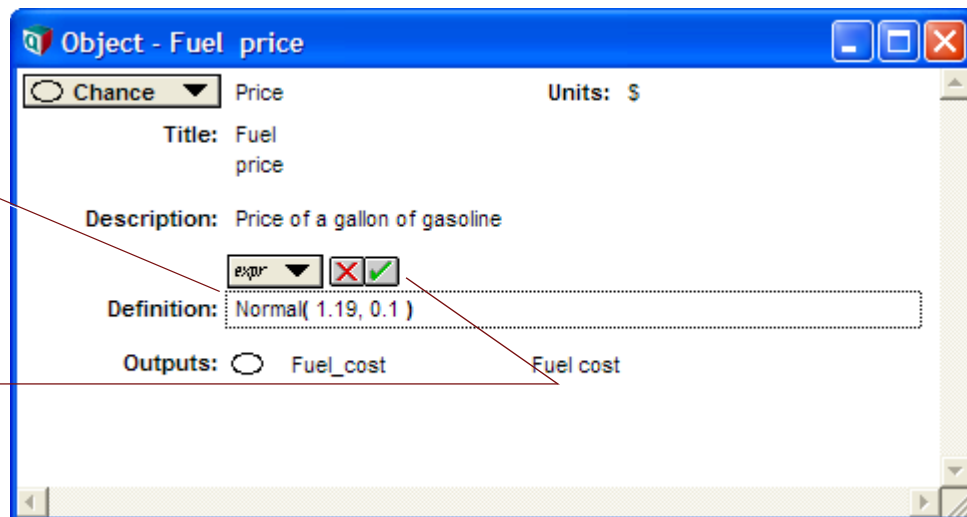 Object - Fuel price
Chance Price Units: $
Title: Fuel
price
Description: Price of a gallon of gasoline
expr
Definition: Normal( 1.19, 0.1 )
Outputs: Fuel_cost Fuel cost